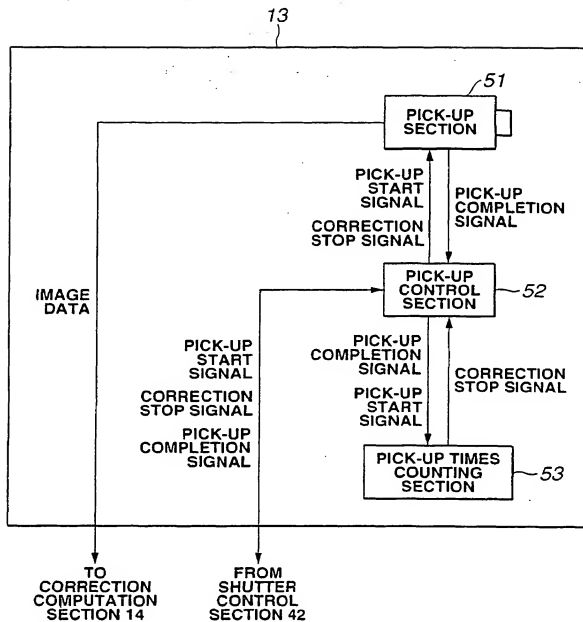 13
51
PICK-UP
SECTION
PICK-UP
START
SIGNAL
CORRECTION
STOP SIGNAL
PICK-UP
COMPLETION
SIGNAL
PICK-UP
CONTROL
SECTION
52
IMAGE
DATA
PICK-UP
START
SIGNAL
CORRECTION
STOP SIGNAL
PICK-UP
COMPLETION
SIGNAL
PICK-UP
COMPLETION
SIGNAL
PICK-UP
START
SIGNAL
CORRECTION
STOP SIGNAL
PICK-UP TIMES
COUNTING
SECTION
53
TO
CORRECTION
COMPUTATION
SECTION 14
FROM
SHUTTER
CONTROL
SECTION 42